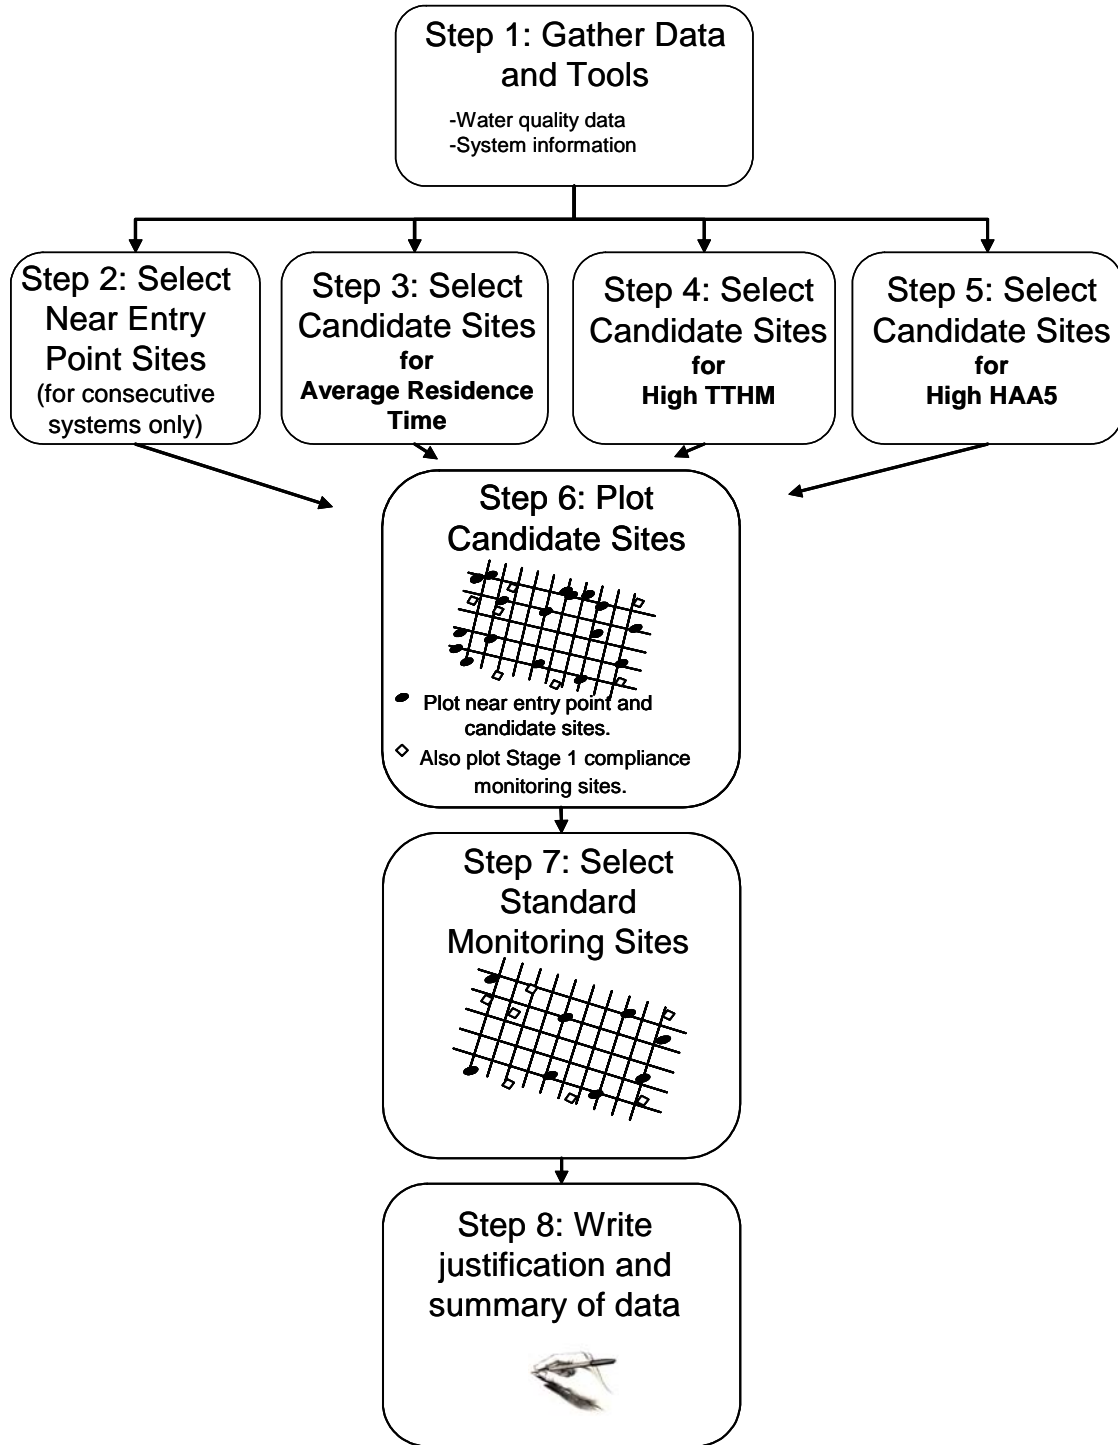 Step 1: Gather Data
and Tools
-Water quality data
-System information
Step 2: Select
Near Entry
Point Sites
(for consecutive
systems only)
Step 3: Select
Candidate Sites
for
Average Residence
Time
Step 4: Select
Candidate Sites
for
High TTHM
Step 5: Select
Candidate Sites
for
High HAA5
Step 6: Plot
Candidate Sites
Plot near entry point and
candidate sites.
Also plot Stage 1 compliance
monitoring sites.
Step 7: Select
Standard
Monitoring Sites
Step 8: Write
justification and
summary of data